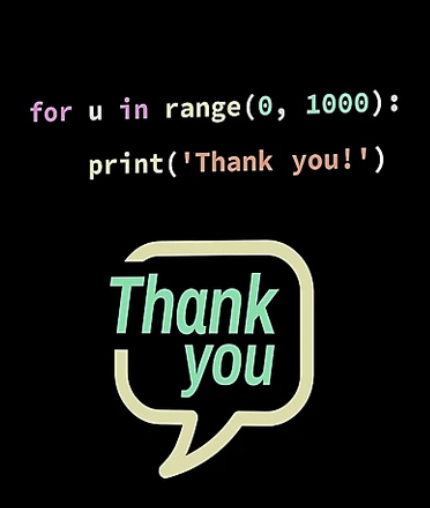 for u in range(0, 1000):
    print('Thank you!')
Thank
you